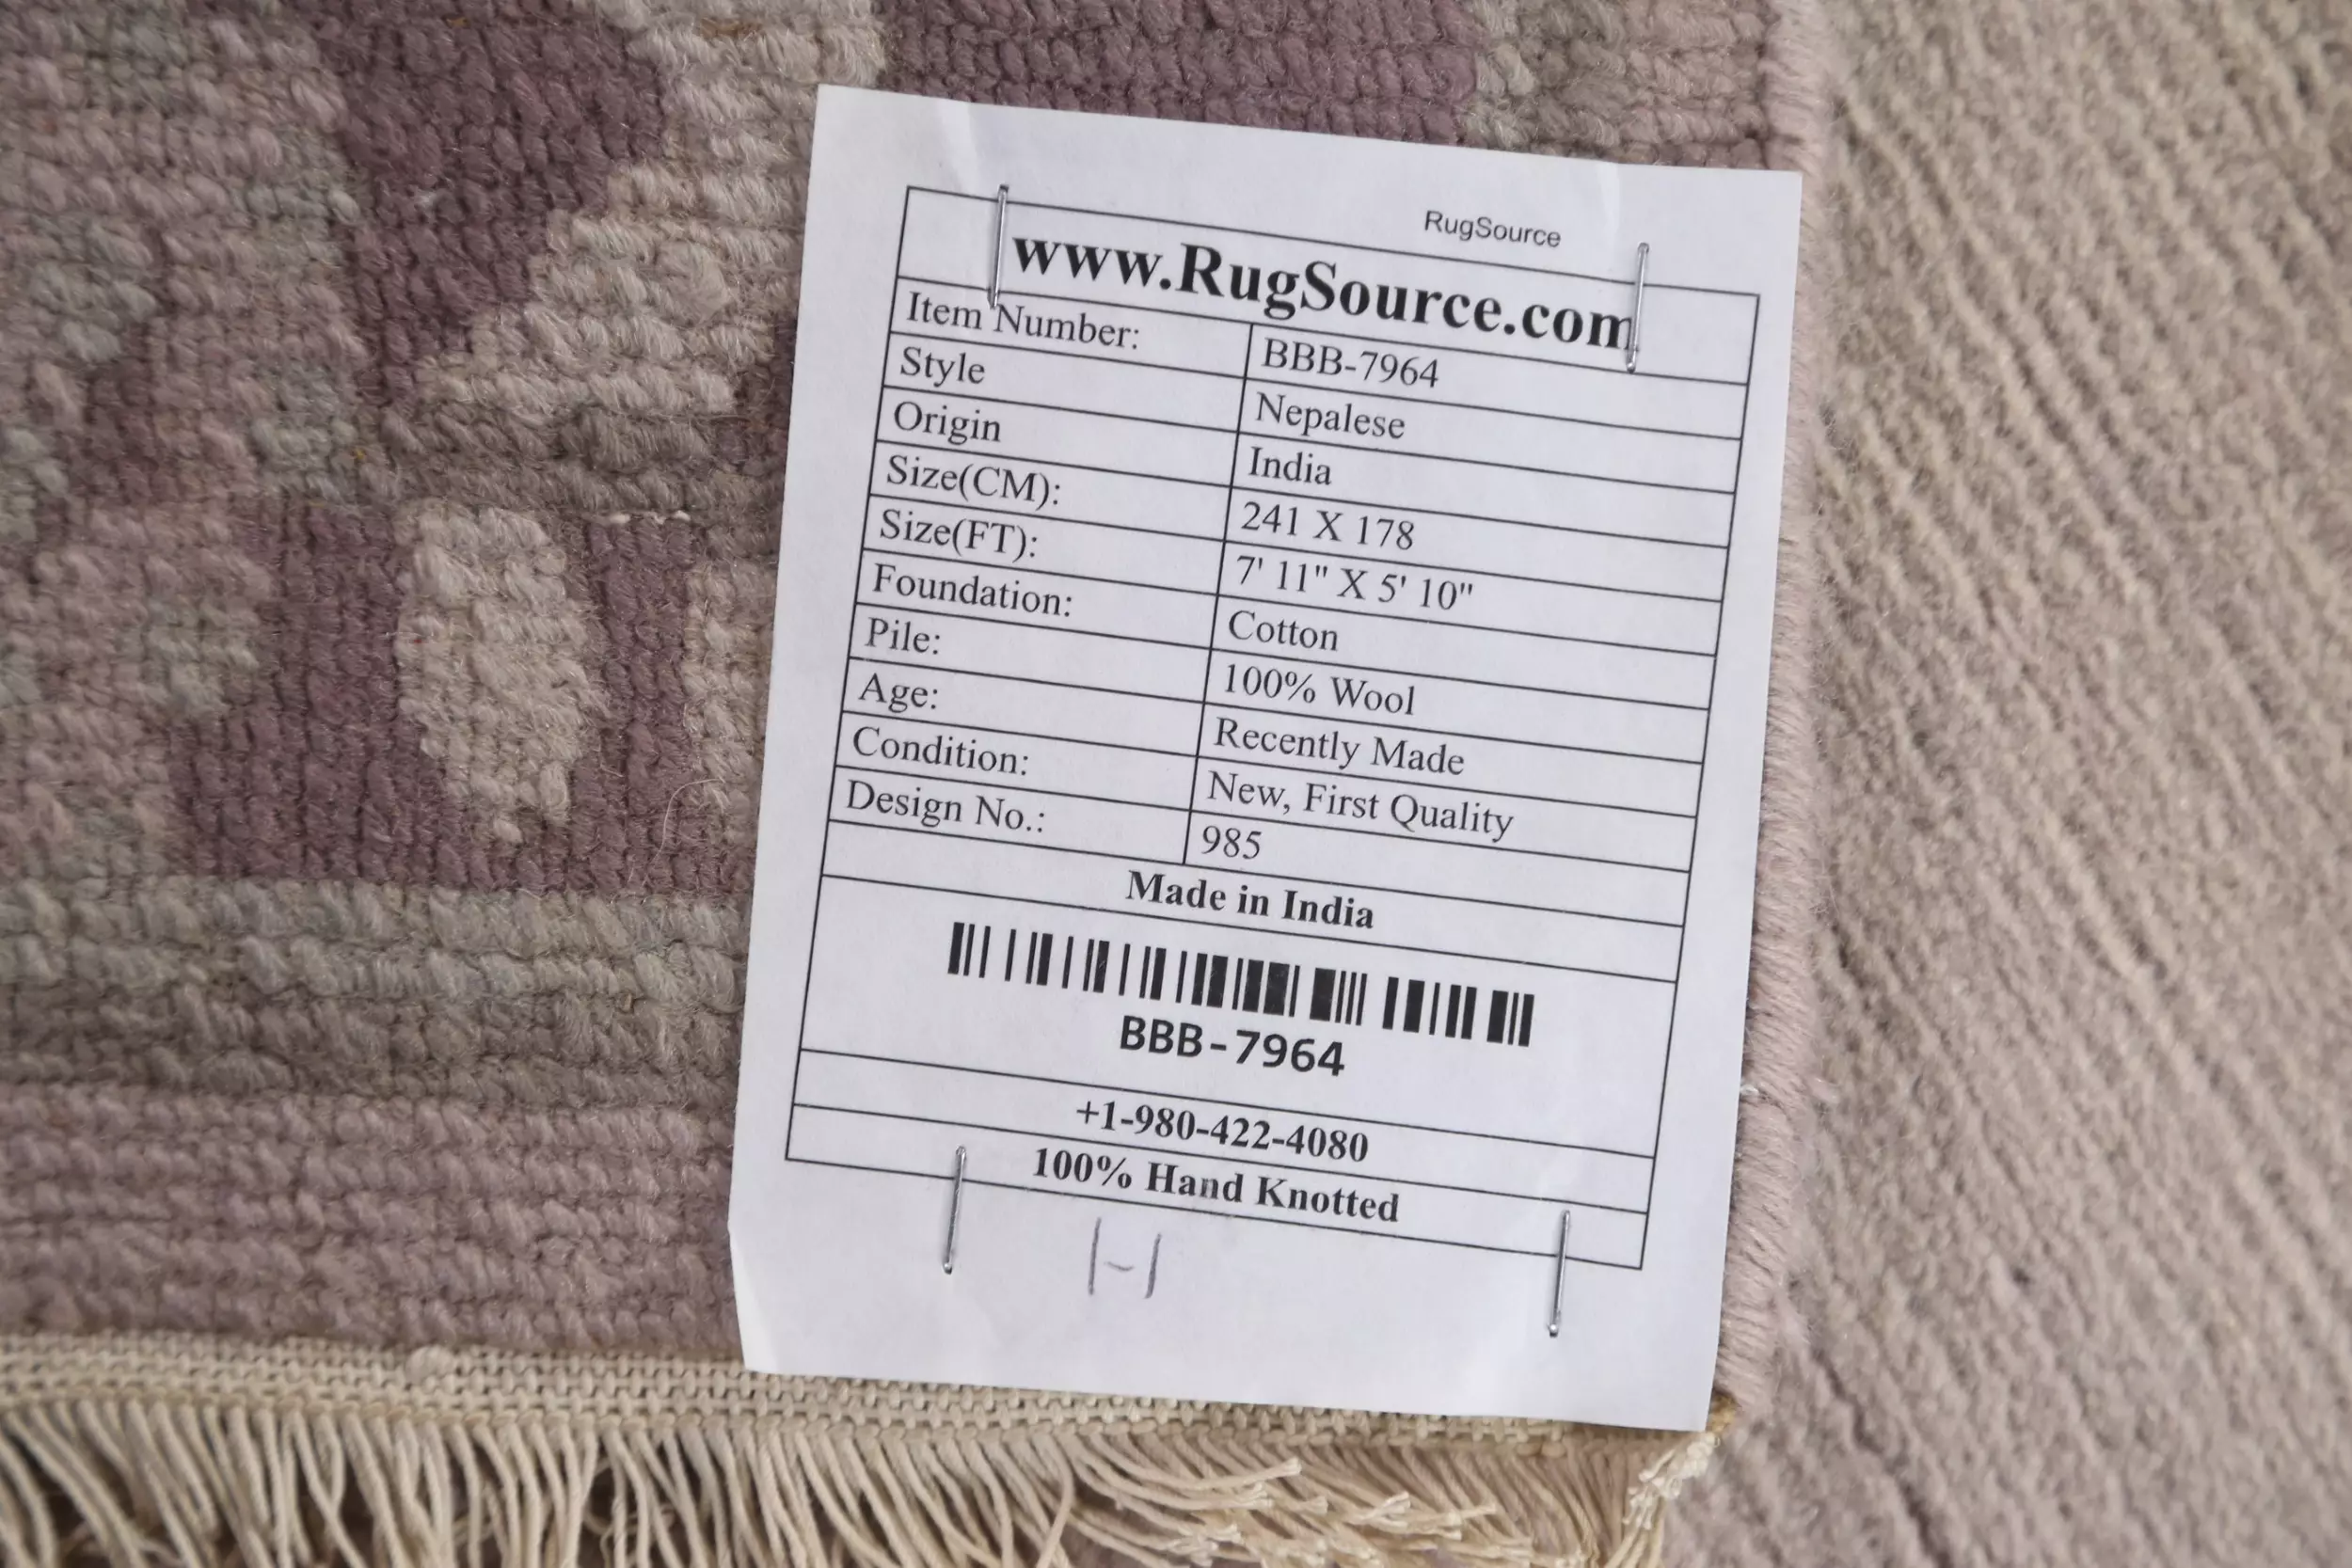 RugSource
www.RugSource.com
Item Number: BBB-7964
Style Nepalese
Origin India
Size(CM): 241 X 178
Size(FT): 7' 11" X 5' 10"
Foundation: Cotton
Pile: 100% Wool
Age: Recently Made
Condition: New, First Quality
Design No.: 985
Made in India
BBB-7964
+1-980-422-4080
100% Hand Knotted